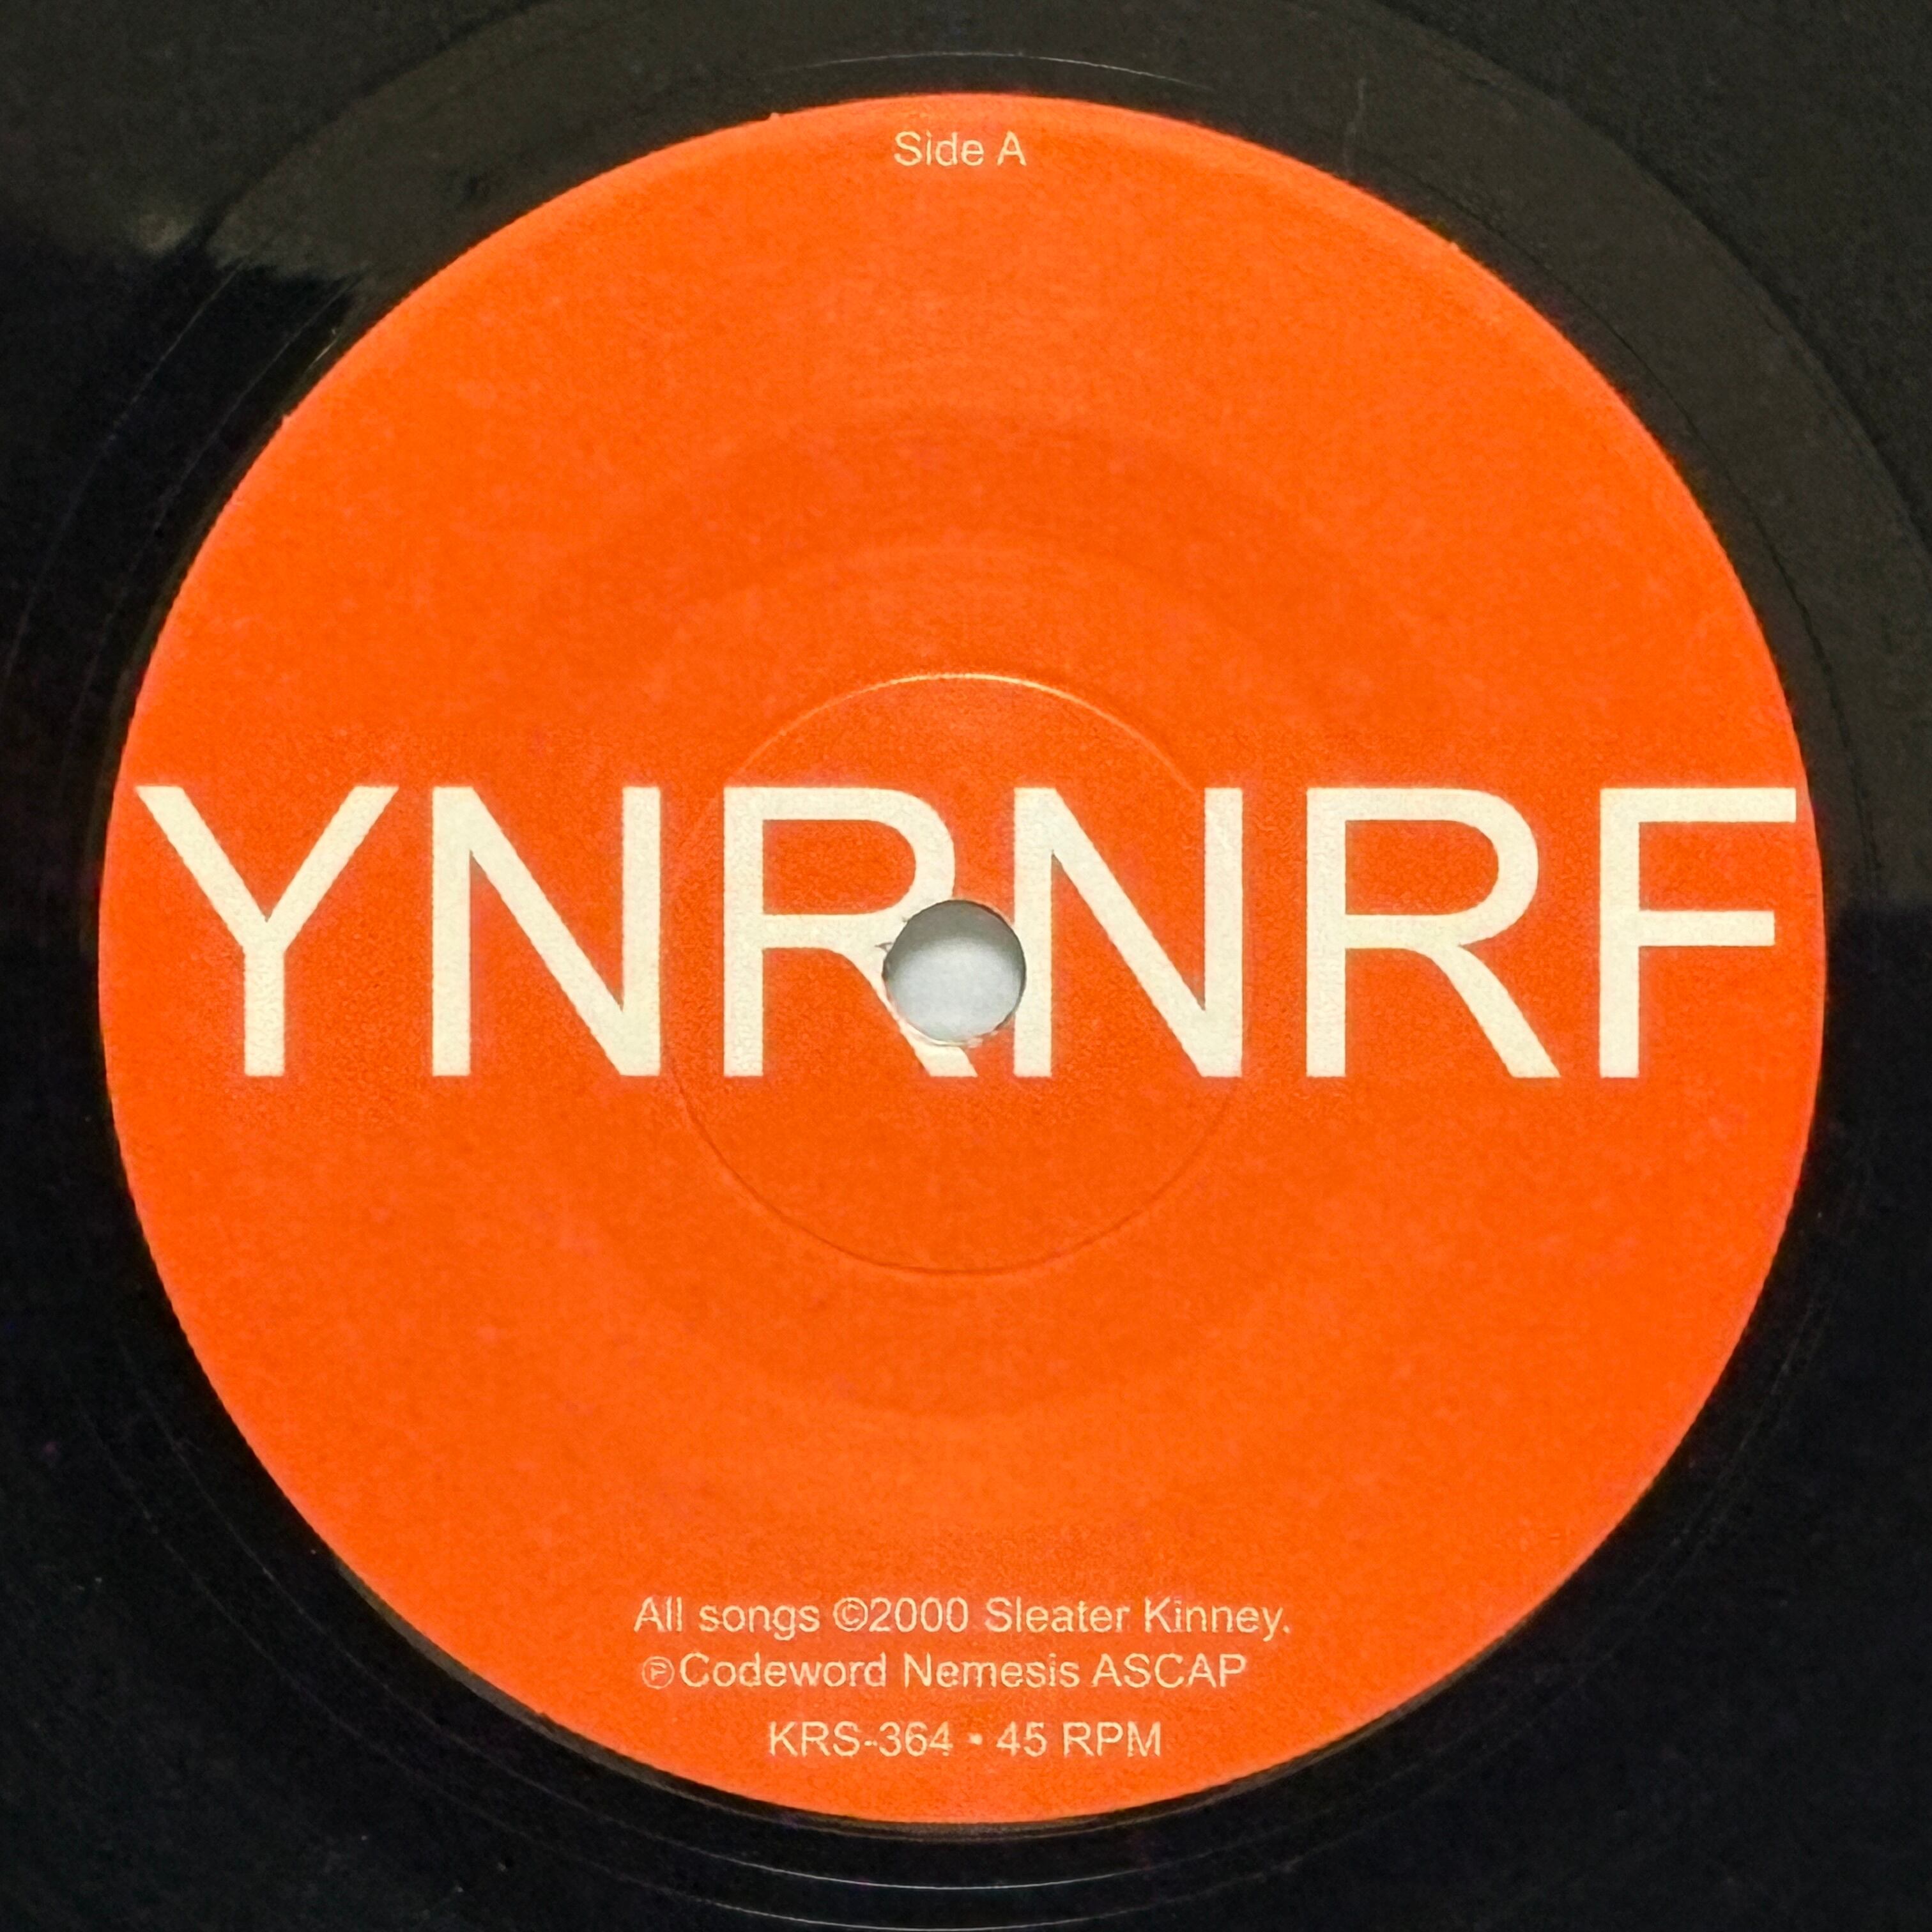 Side A
YNRNRF
All songs ©2000 Sleater Kinney.
℗Codeword Nemesis ASCAP
KRS-364 • 45 RPM